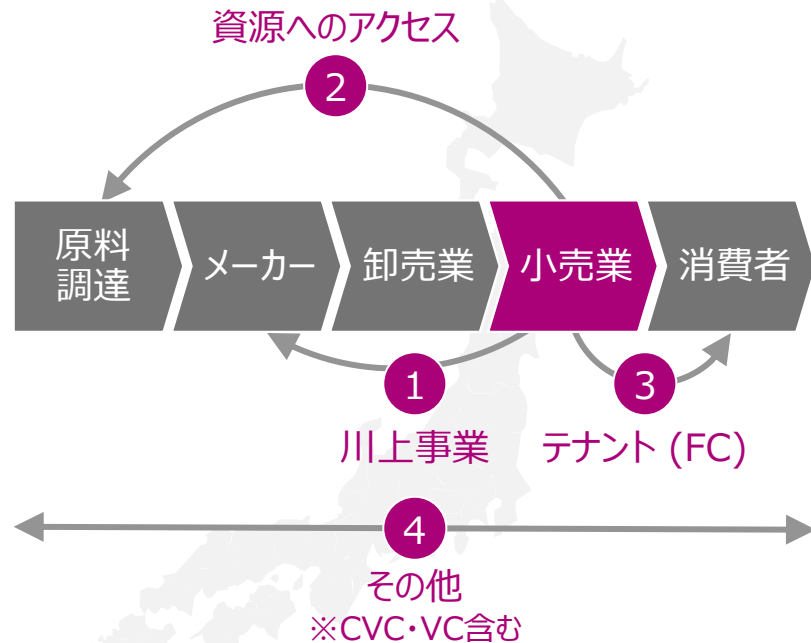 資源へのアクセス
2
原料
調達
メーカー
卸売業
小売業
消費者
1
3
川上事業
テナント (FC)
4
その他
※CVC・VC含む